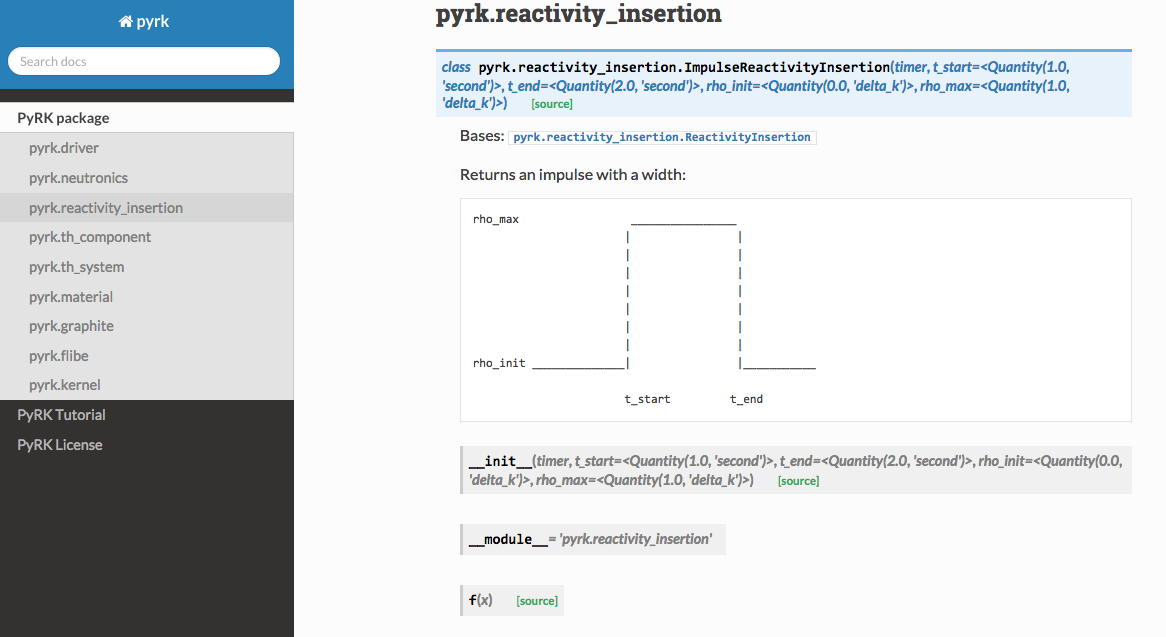 pyrk
Search docs
PyRK package
pyrk.driver
pyrk.neutronics
pyrk.reactivity_insertion
pyrk.th_component
pyrk.th_system
pyrk.material
pyrk.graphite
pyrk.flibe
pyrk.kernel
PyRK Tutorial
PyRK License
pyrk.reactivity_insertion
class pyrk.reactivity_insertion.ImpulseReactivityInsertion(timer, t_start=<Quantity(1.0,
'second')>, t_end=<Quantity(2.0, 'second')>, rho_init=<Quantity(0.0, 'delta_k')>, rho_max=<Quantity(1.0,
'delta_k')>) [source]
Bases: pyrk.reactivity_insertion.ReactivityInsertion
Returns an impulse with a width:
rho_max
rho_init
t_start t_end
__init__(timer, t_start=<Quantity(1.0, 'second')>, t_end=<Quantity(2.0, 'second')>, rho_init=<Quantity(0.0,
'delta_k')>, rho_max=<Quantity(1.0, 'delta_k')>) [source]
__module__= 'pyrk.reactivity_insertion'
f(x) [source]